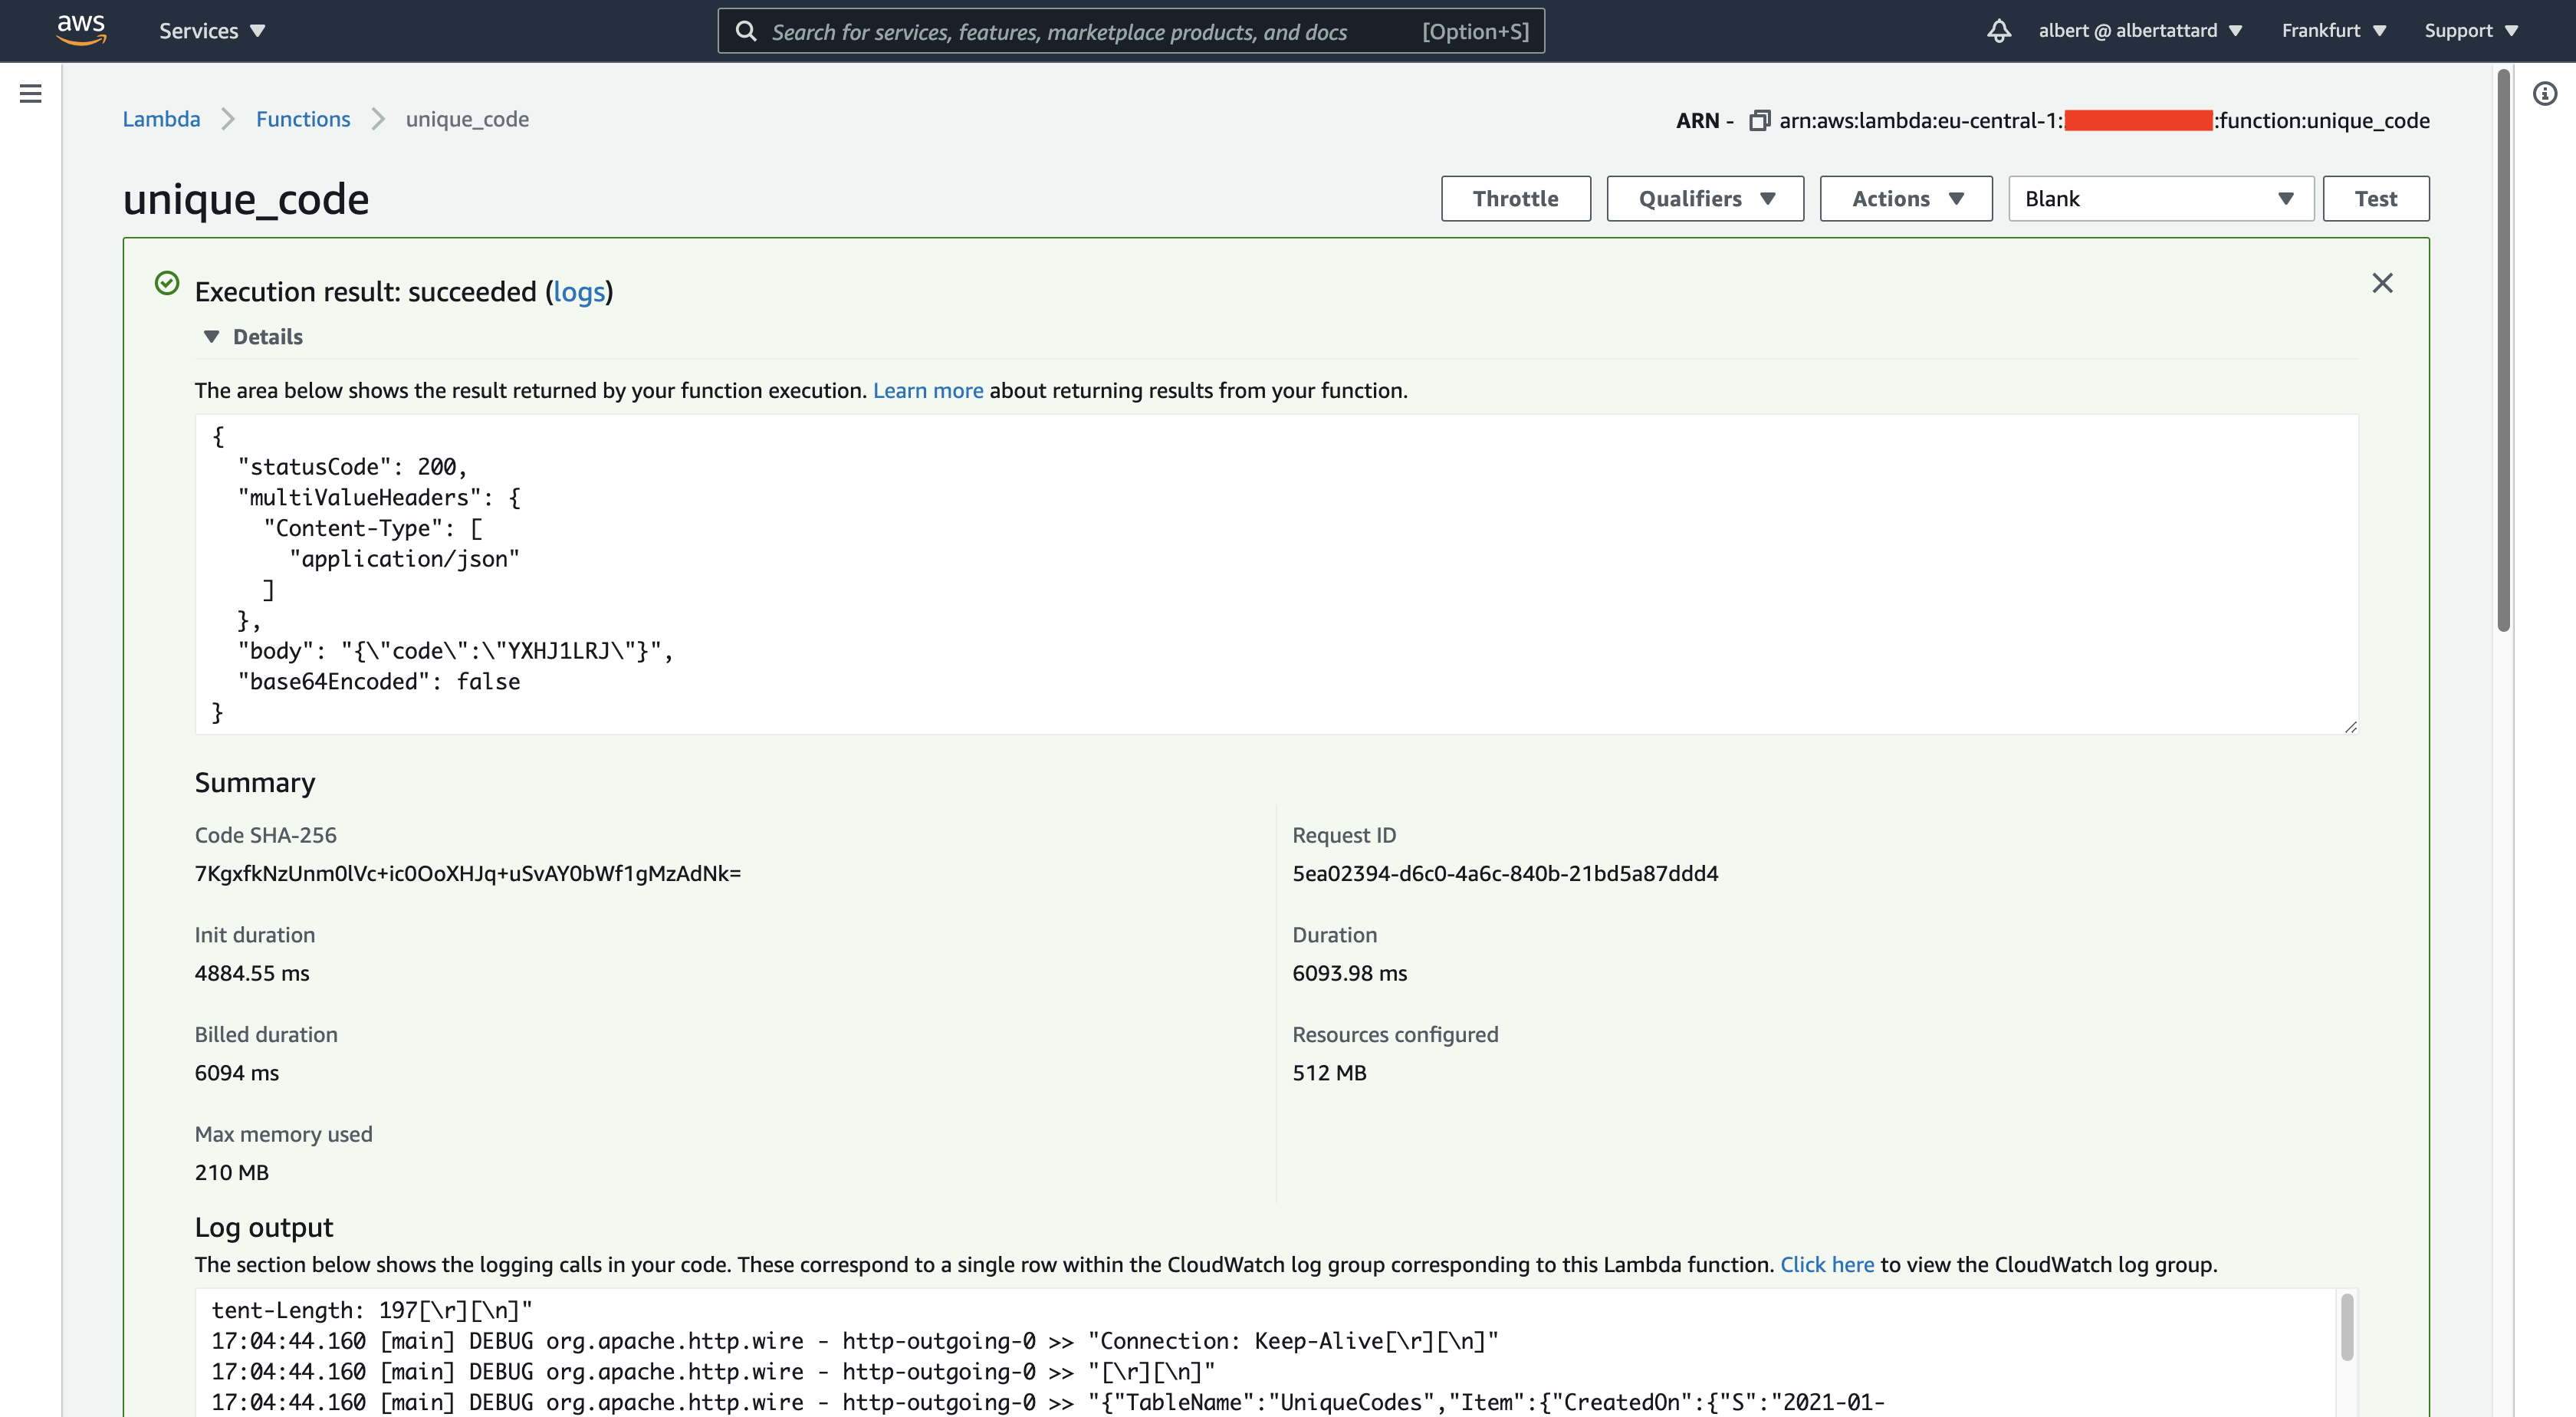 aws Services Search for services, features, marketplace products, and docs [Option+S] albert @ albertattard Frankfurt Support
Lambda Functions unique_code ARN - arn:aws:lambda:eu-central-1: :function:unique_code
unique_code Throttle Qualifiers Actions Blank Test
Execution result: succeeded (logs)
Details
The area below shows the result returned by your function execution. Learn more about returning results from your function.
{
  "statusCode": 200,
  "multiValueHeaders": {
    "Content-Type": [
      "application/json"
    ]
  },
  "body": "{\"code\":\"YXHJ1LRJ\"}",
  "base64Encoded": false
}
Summary
Code SHA-256
7KgxfkNzUnm0lVc+ic0OoXHJq+uSvAY0bWf1gMzAdNk=
Request ID
5ea02394-d6c0-4a6c-840b-21bd5a87ddd4
Init duration
4884.55 ms
Duration
6093.98 ms
Billed duration
6094 ms
Resources configured
512 MB
Max memory used
210 MB
Log output
The section below shows the logging calls in your code. These correspond to a single row within the CloudWatch log group corresponding to this Lambda function. Click here to view the CloudWatch log group.
tent-Length: 197[\r][\n]"
17:04:44.160 [main] DEBUG org.apache.http.wire - http-outgoing-0 >> "Connection: Keep-Alive[\r][\n]"
17:04:44.160 [main] DEBUG org.apache.http.wire - http-outgoing-0 >> "[\r][\n]"
17:04:44.160 [main] DEBUG org.apache.http.wire - http-outgoing-0 >> "{"TableName":"UniqueCodes","Item":{"CreatedOn":{"S":"2021-01-